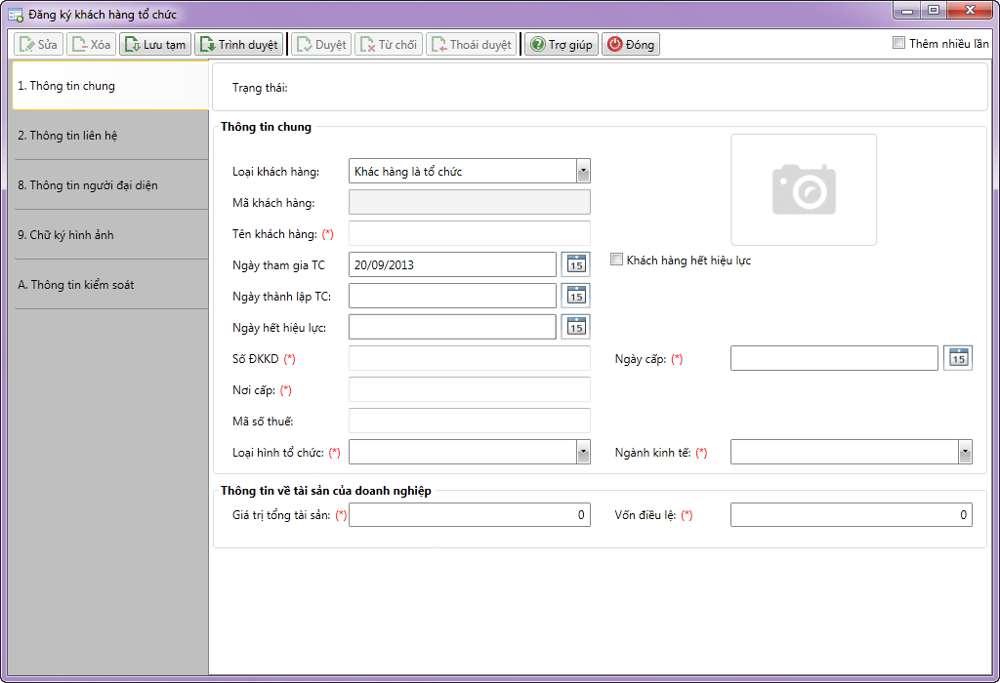 Đăng ký khách hàng tổ chức
Sửa Xóa Lưu tạm Trình duyệt Duyệt Từ chối Thoái duyệt Trợ giúp Đóng Thêm nhiều lần
1. Thông tin chung
2. Thông tin liên hệ
8. Thông tin người đại diện
9. Chữ ký hình ảnh
A. Thông tin kiểm soát
Trạng thái:
Thông tin chung
Loại khách hàng: Khác hàng là tổ chức
Mã khách hàng:
Tên khách hàng: (*)
Ngày tham gia TC 20/09/2013 15 Khách hàng hết hiệu lực
Ngày thành lập TC: 15
Ngày hết hiệu lực: 15
Số ĐKKD (*) Ngày cấp: (*) 15
Nơi cấp: (*)
Mã số thuế:
Loại hình tổ chức: (*) Ngành kinh tế: (*)
Thông tin về tài sản của doanh nghiệp
Giá trị tổng tài sản: (*) 0 Vốn điều lệ: (*) 0